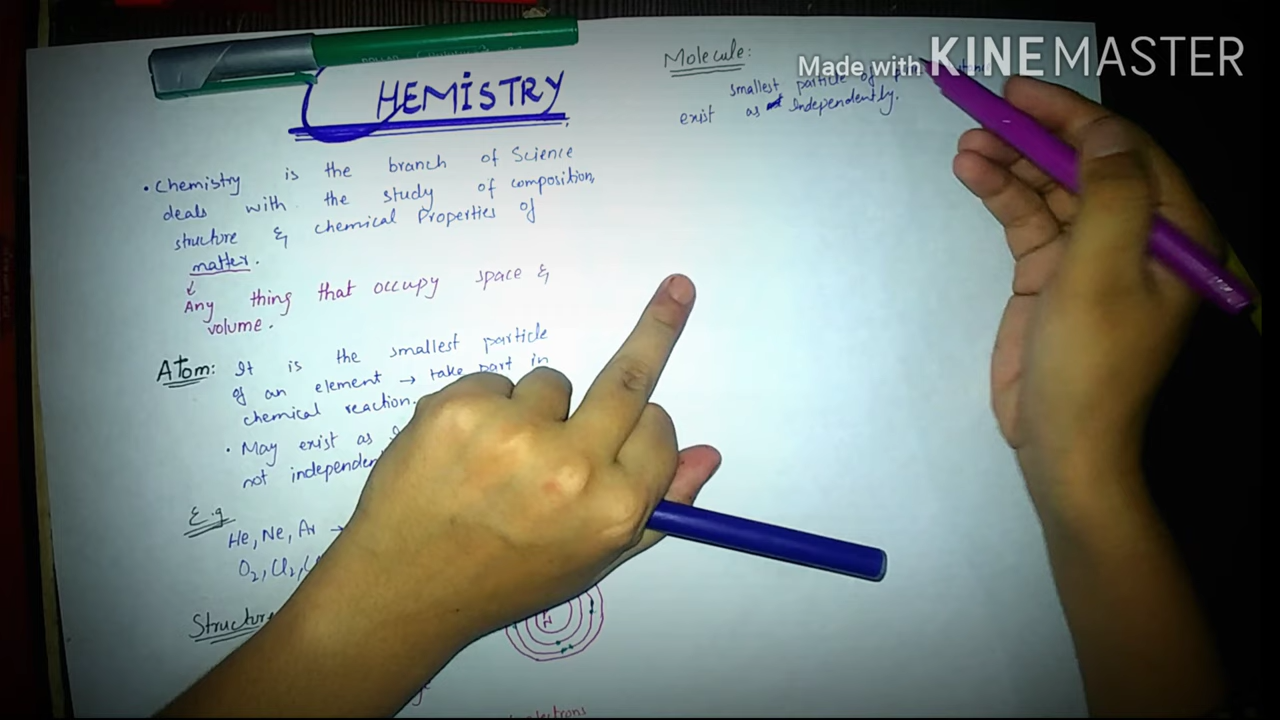 CHEMISTRY
• Chemistry is the branch of Science
deals with the study of composition,
structure & chemical Properties of
matter.
Any thing that occupy space &
volume.
Atom: It is the smallest particle
of an element → take part in
chemical reaction.
• May exist as
not independent
E.g
He, Ne, Ar →
O2, Cl2,
Structure
electrons
Molecule:
smallest particle of
exist as independently.
Made with KINEMASTER